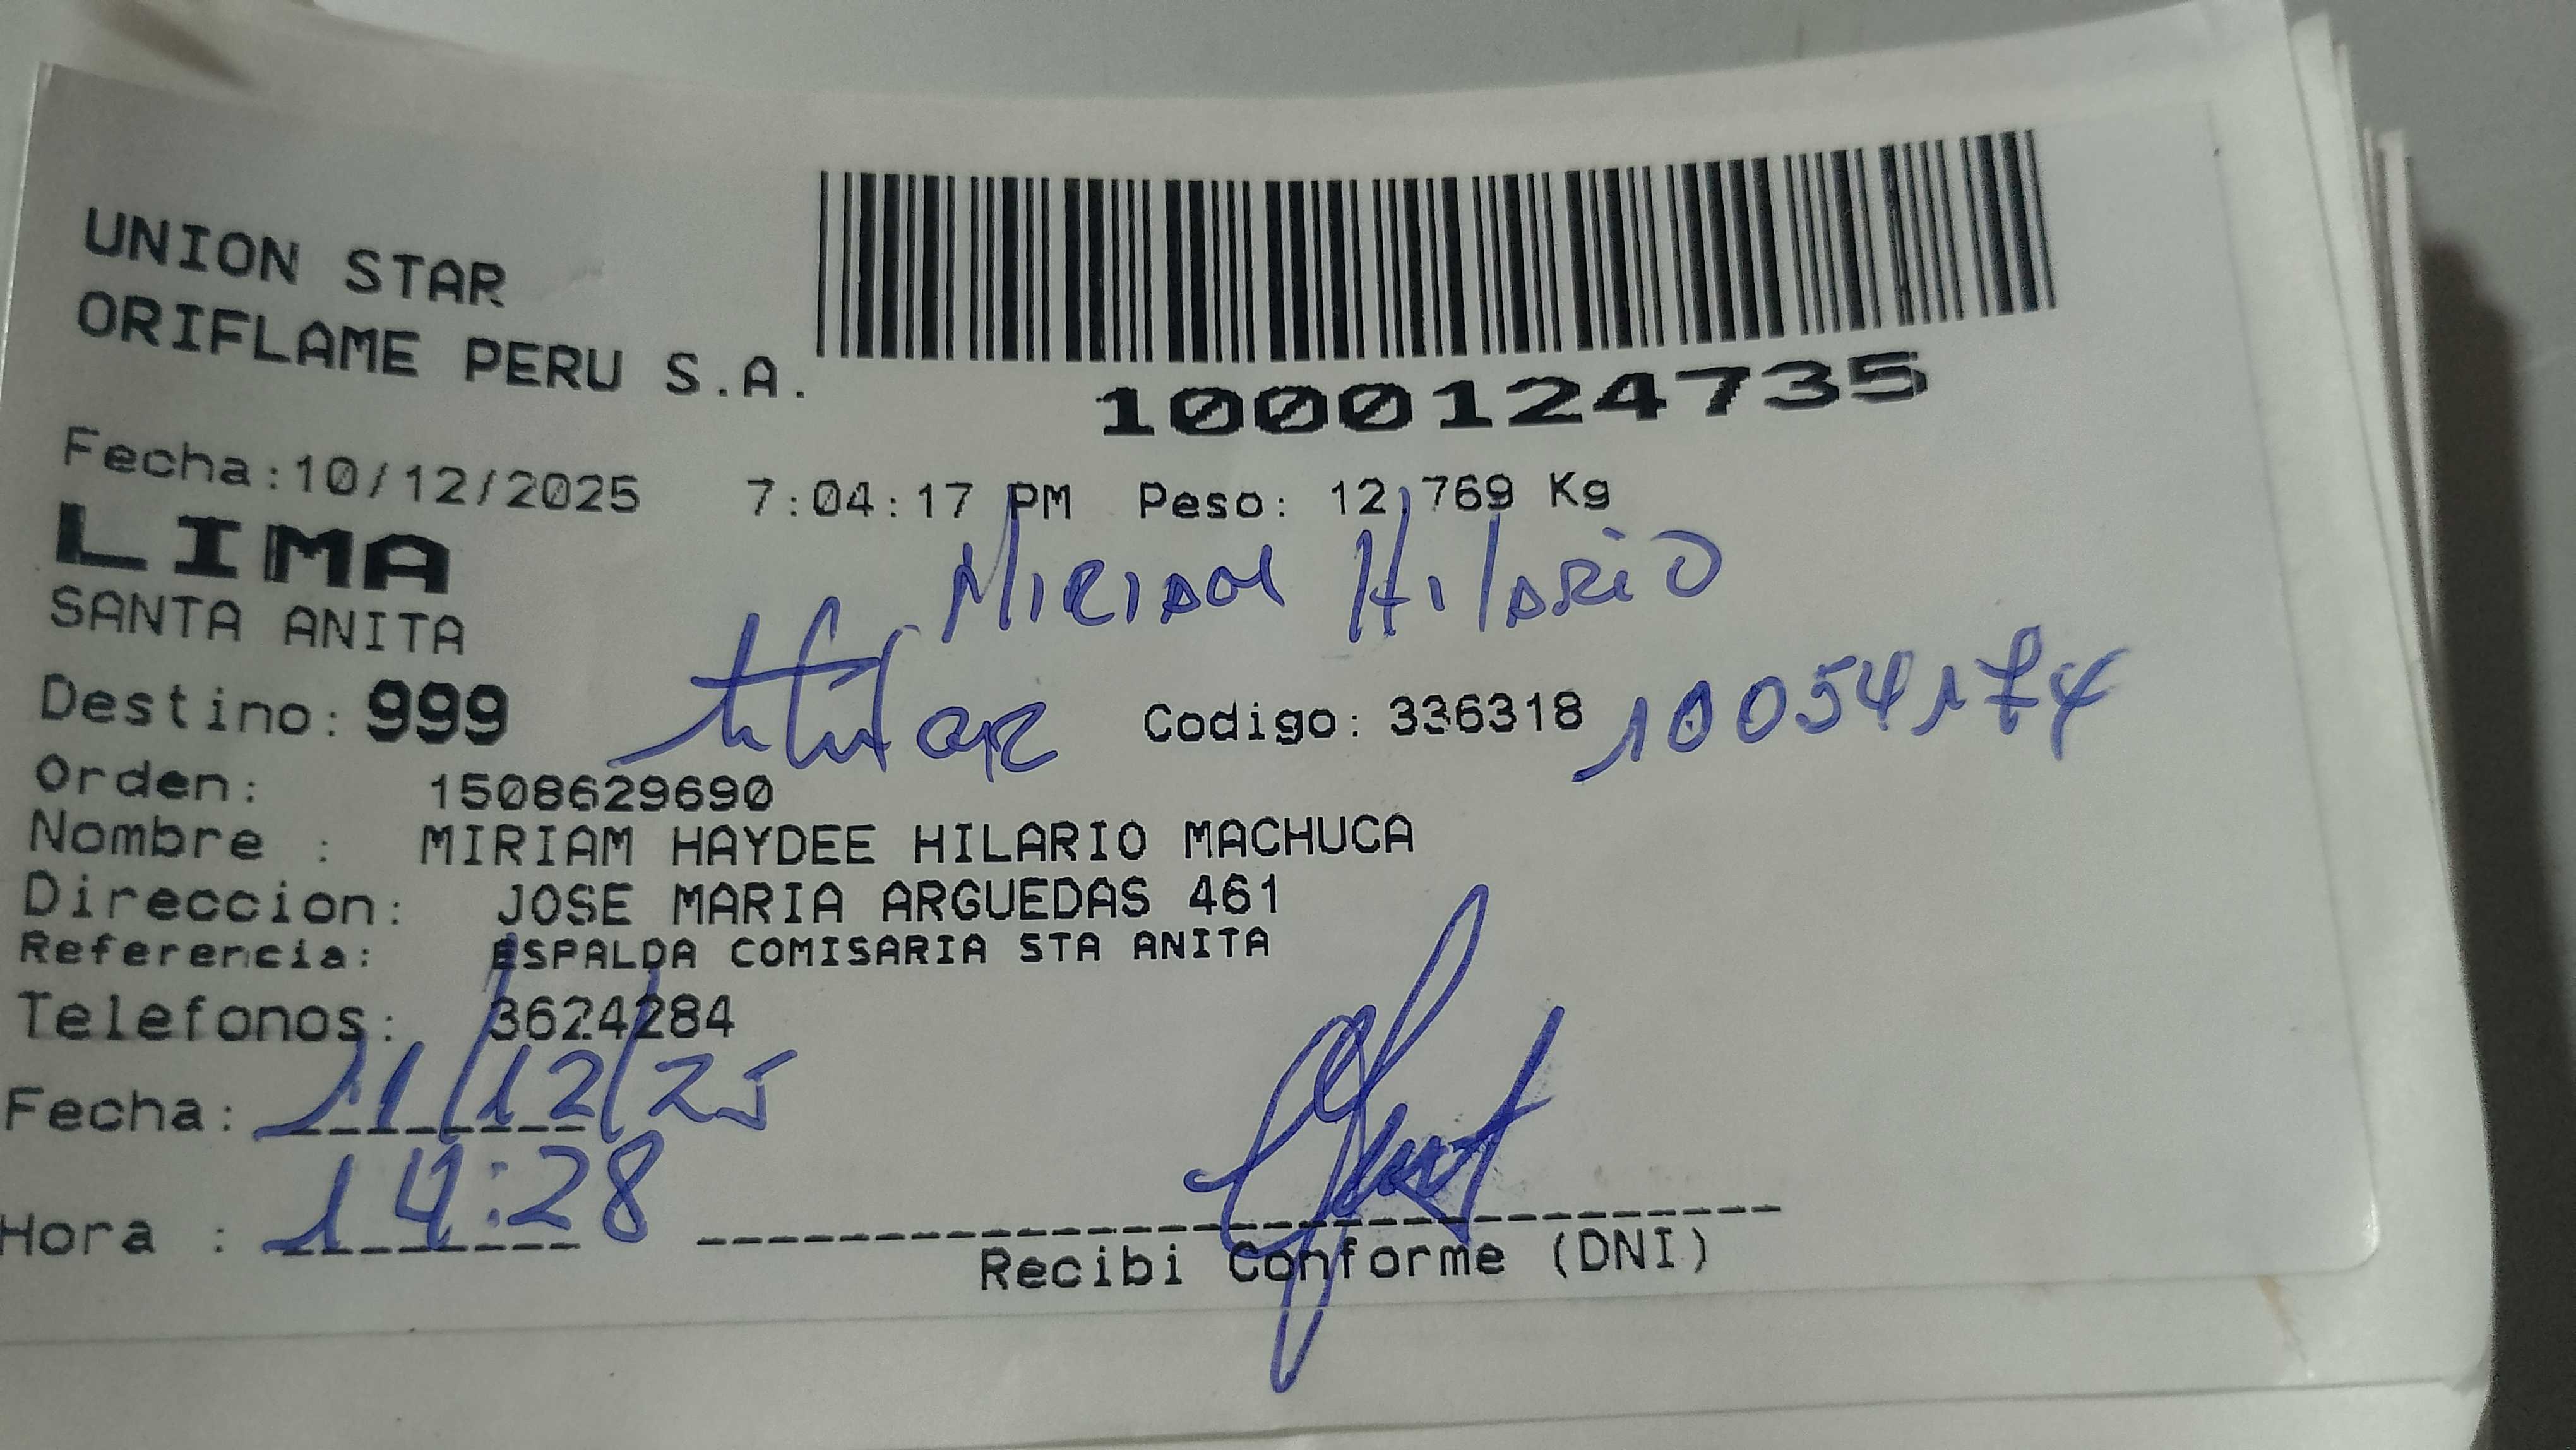 UNION STAR
ORIFLAME PERU S.A.
1000124735
Fecha:10/12/2025 7:04:17 PM Peso: 12,769 Kg
LIMA
Miriam Hilario
SANTA ANITA
titular
Destino: 999 Codigo: 336318 10054174
Orden: 1508629690
Nombre : MIRIAM HAYDEE HILARIO MACHUCA
Direccion: JOSE MARIA ARGUEDAS 461
Referencia: ESPALDA COMISARIA STA ANITA
Telefonos: 3624284
Fecha: 11/12/25
Hora : 14:28
Recibi Conforme (DNI)